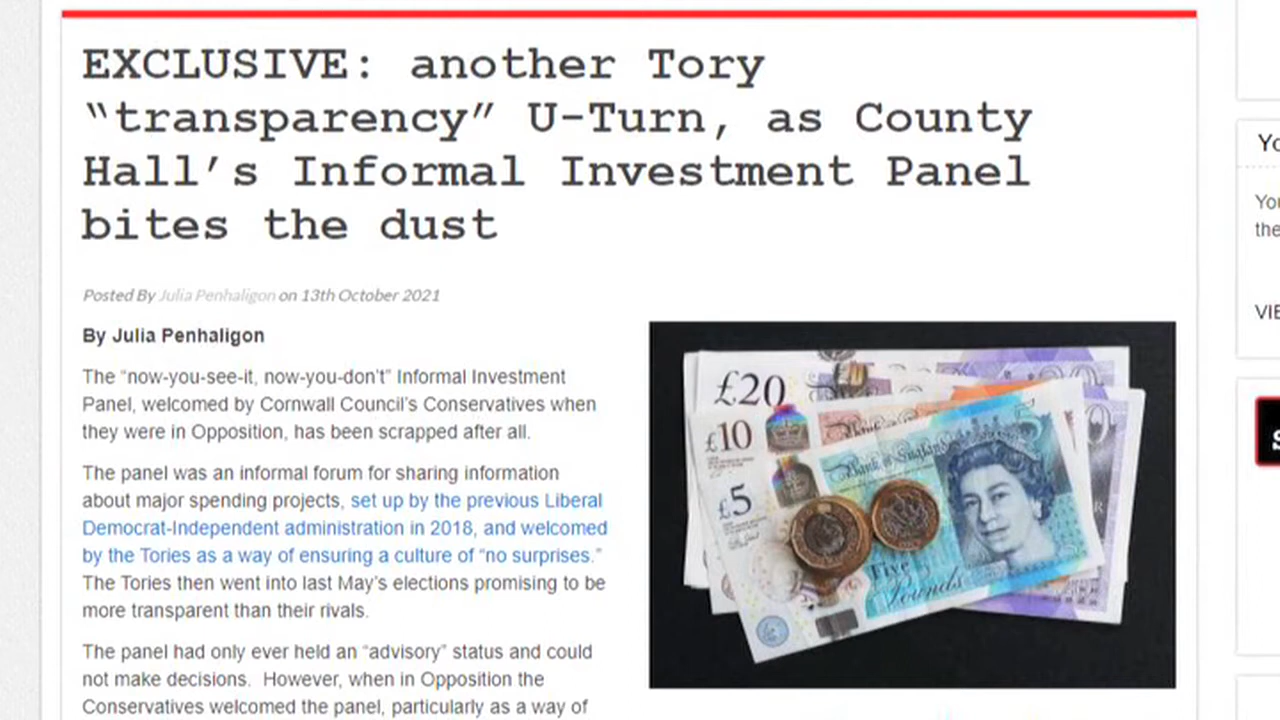 EXCLUSIVE: another Tory
“transparency” U-Turn, as County
Hall’s Informal Investment Panel
bites the dust
Posted By Julia Penhaligon on 13th October 2021
By Julia Penhaligon
The “now-you-see-it, now-you-don’t” Informal Investment
Panel, welcomed by Cornwall Council’s Conservatives when
they were in Opposition, has been scrapped after all.
The panel was an informal forum for sharing information
about major spending projects, set up by the previous Liberal
Democrat-Independent administration in 2018, and welcomed
by the Tories as a way of ensuring a culture of “no surprises.”
The Tories then went into last May’s elections promising to be
more transparent than their rivals.
The panel had only ever held an “advisory” status and could
not make decisions.  However, when in Opposition the
Conservatives welcomed the panel, particularly as a way of
£20
£10
£5
Bank of England
Five
Pounds
5